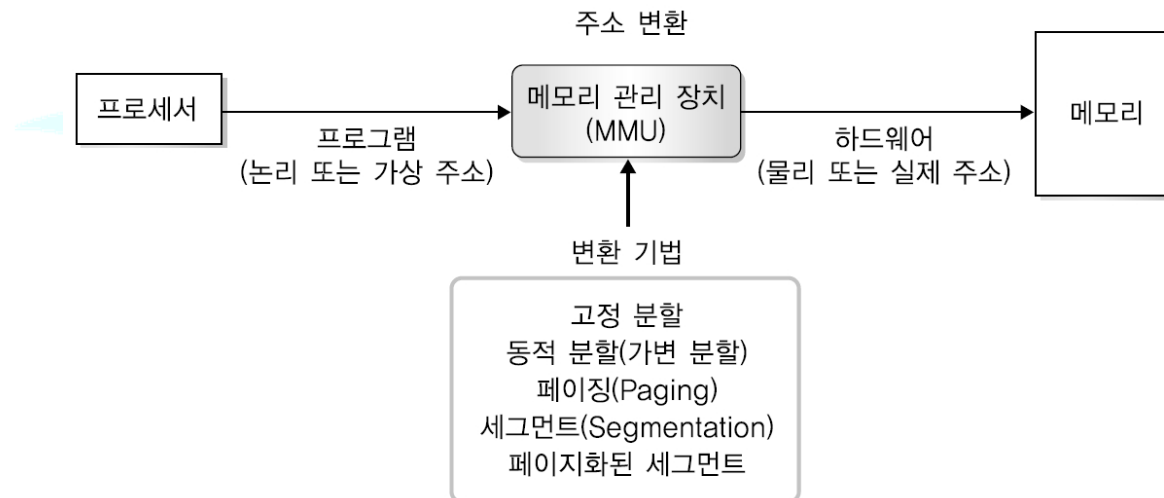 주소 변환
프로세서
메모리 관리 장치
(MMU)
메모리
프로그램
(논리 또는 가상 주소)
하드웨어
(물리 또는 실제 주소)
변환 기법
고정 분할
동적 분할(가변 분할)
페이징(Paging)
세그먼트(Segmentation)
페이지화된 세그먼트